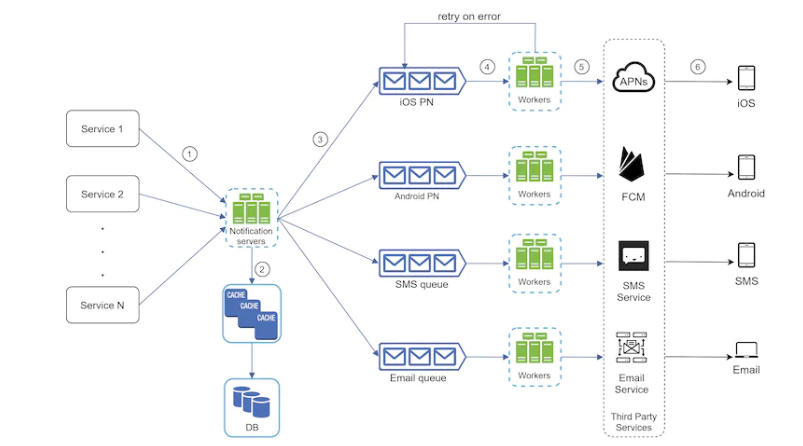 retry on error
4
5
6
APNs
Workers
iOS PN
iOS
Service 1
1
3
Service 2
Notification
servers
Android PN
Workers
FCM
Android
2
CACHE
CACHE
CACHE
SMS queue
Workers
SMS
Service
SMS
Service N
Email queue
Workers
Email
Service
Email
DB
Third Party
Services